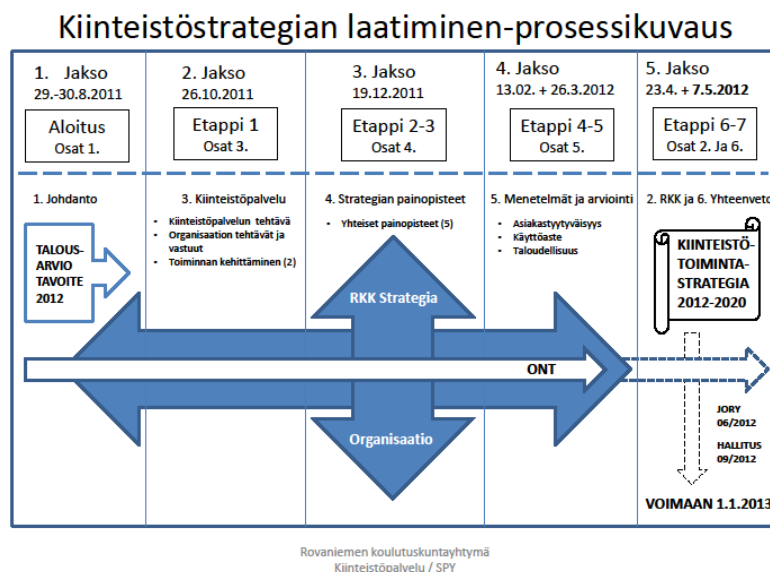 Kiinteistöstrategian laatiminen-prosessikuvaus
1. Jakso
29.-30.8.2011
Aloitus
Osat 1.
2. Jakso
26.10.2011
Etappi 1
Osat 3.
3. Jakso
19.12.2011
Etappi 2-3
Osat 4.
4. Jakso
13.02. + 26.3.2012
Etappi 4-5
Osat 5.
5. Jakso
23.4. + 7.5.2012
Etappi 6-7
Osat 2. Ja 6.
1. Johdanto
TALOUS-
ARVIO
TAVOITE
2012
3. Kiinteistöpalvelu
• Kiinteistöpalvelun tehtävä
• Organisaation tehtävät ja
vastuut
• Toiminnan kehittäminen (2)
4. Strategian painopisteet
• Yhteiset painopisteet (5)
5. Menetelmät ja arviointi
• Asiakastyytyväisyys
• Käyttöaste
• Taloudellisuus
2. RKK ja 6. Yhteenveto
KIINTEISTÖ-
TOIMINTA-
STRATEGIA
2012-2020
RKK Strategia
ONT
Organisaatio
JORY
06/2012
HALLITUS
09/2012
VOIMAAN 1.1.2013
Rovaniemen koulutuskuntayhtymä
Kiinteistöpalvelu / SPY